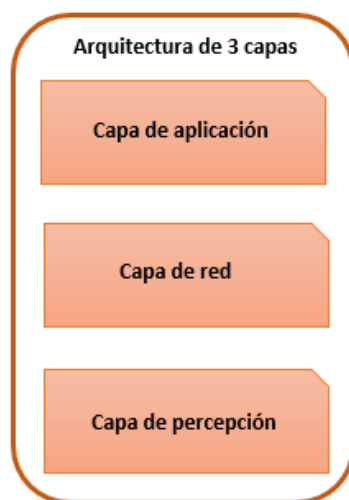 Arquitectura de 3 capas
Capa de aplicación
Capa de red
Capa de percepción